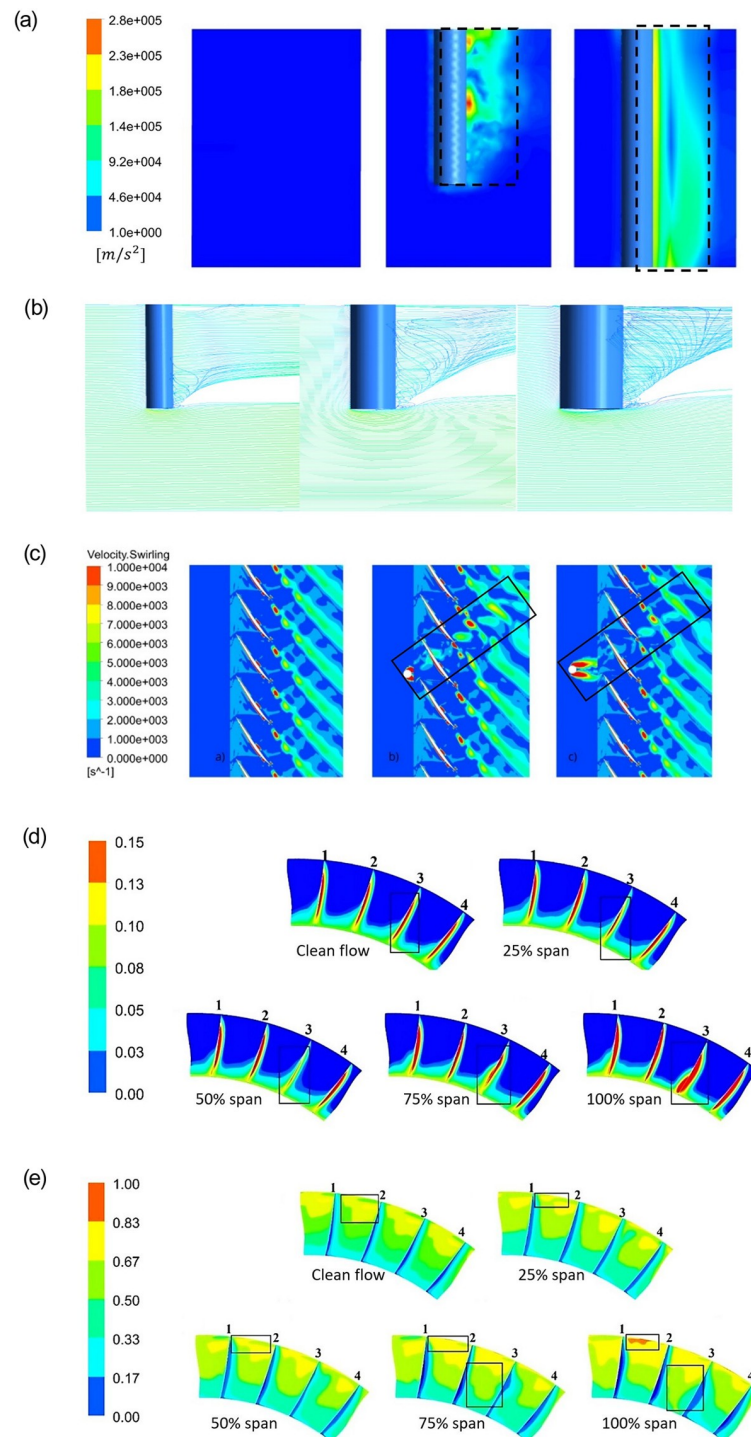 (a)
2.8e+005
2.3e+005
1.8e+005
1.4e+005
9.2e+004
4.6e+004
1.0e+000
[m/s²]
(b)
(c)
Velocity.Swirling
1.000e+004
9.000e+003
8.000e+003
7.000e+003
6.000e+003
5.000e+003
4.000e+003
3.000e+003
2.000e+003
1.000e+003
0.000e+000
[s^-1]
a)
b)
c)
(d)
0.15
0.13
0.10
0.08
0.05
0.03
0.00
1 2 3 4
Clean flow
1 2 3 4
25% span
1 2 3 4
50% span
1 2 3 4
75% span
1 2 3 4
100% span
(e)
1.00
0.83
0.67
0.50
0.33
0.17
0.00
1 2 3 4
Clean flow
1 2 3 4
25% span
1 2 3 4
50% span
1 2 3 4
75% span
1 2 3 4
100% span